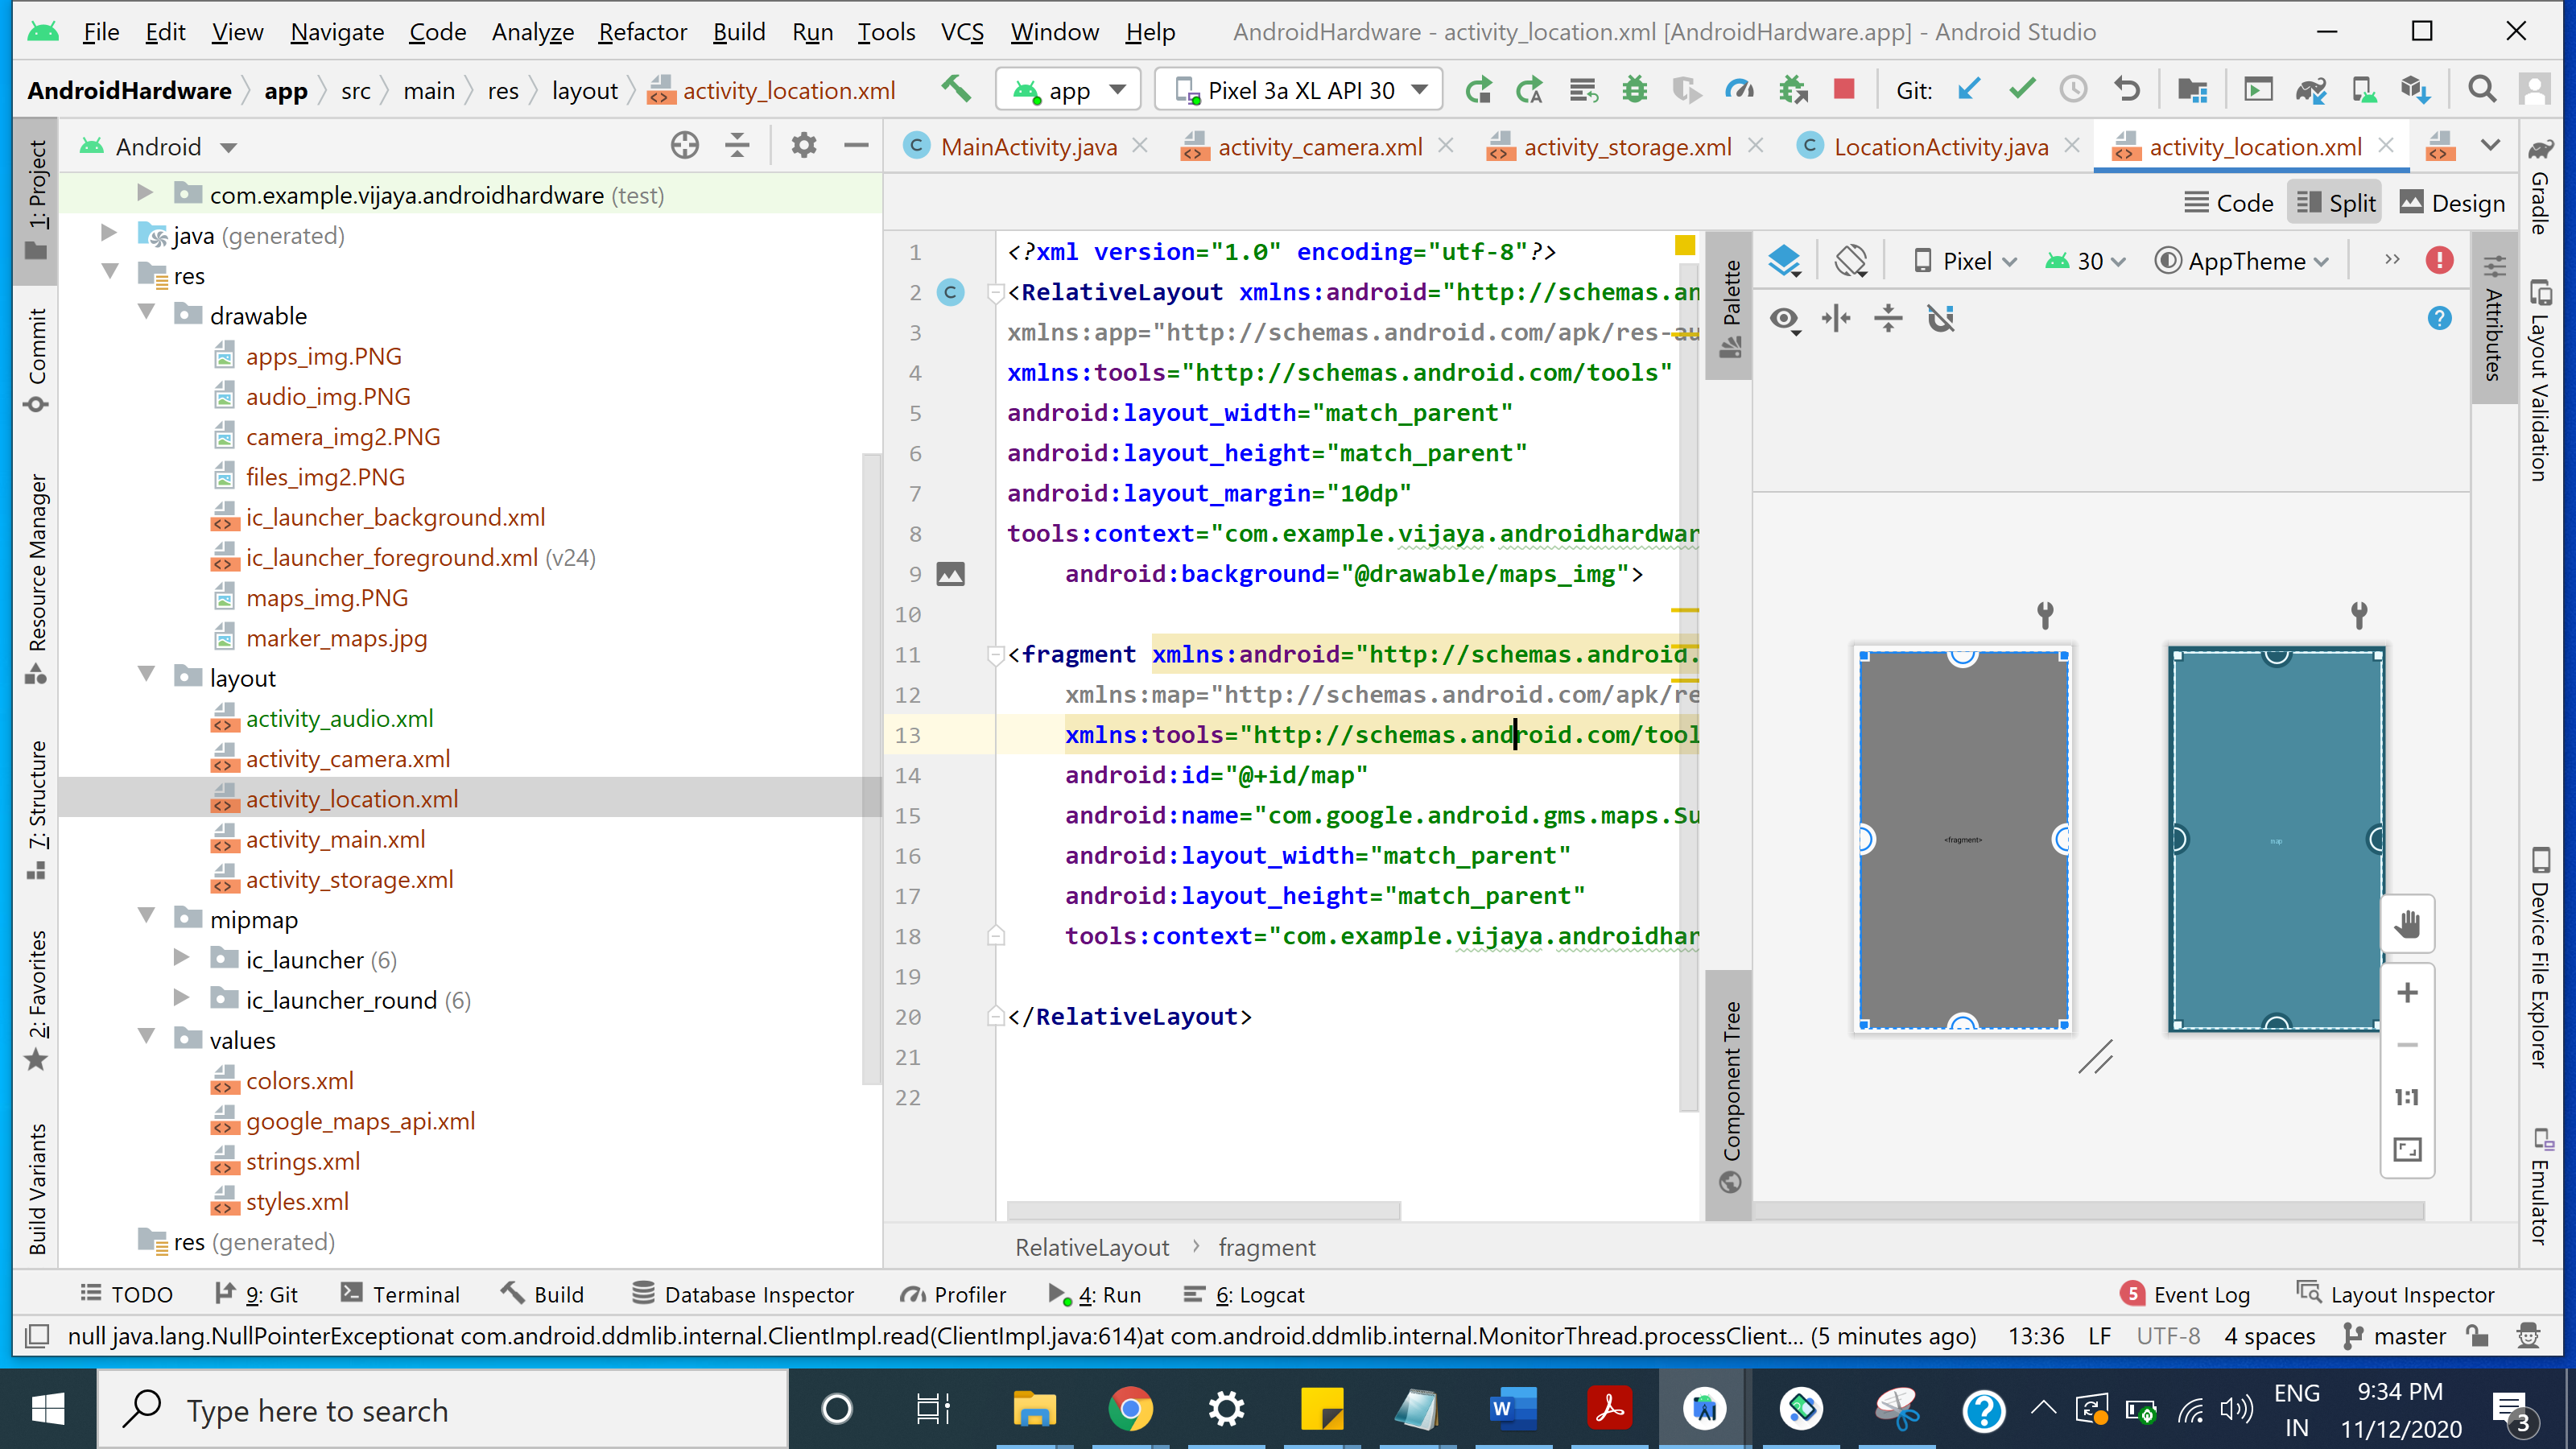 File Edit View Navigate Code Analyze Refactor Build Run Tools VCS Window Help AndroidHardware - activity_location.xml [AndroidHardware.app] - Android Studio
AndroidHardware app src main res layout activity_location.xml app Pixel 3a XL API 30 Git:
Android
MainActivity.java activity_camera.xml activity_storage.xml LocationActivity.java activity_location.xml
Code Split Design
1: Project
Commit
Resource Manager
7: Structure
2: Favorites
Build Variants
com.example.vijaya.androidhardware (test)
java (generated)
res
drawable
apps_img.PNG
audio_img.PNG
camera_img2.PNG
files_img2.PNG
ic_launcher_background.xml
ic_launcher_foreground.xml (v24)
maps_img.PNG
marker_maps.jpg
layout
activity_audio.xml
activity_camera.xml
activity_location.xml
activity_main.xml
activity_storage.xml
mipmap
ic_launcher (6)
ic_launcher_round (6)
values
colors.xml
google_maps_api.xml
strings.xml
styles.xml
res (generated)
1 <?xml version="1.0" encoding="utf-8"?>
2 C <RelativeLayout xmlns:android="http://schemas.an
3 xmlns:app="http://schemas.android.com/apk/res-au
4 xmlns:tools="http://schemas.android.com/tools"
5 android:layout_width="match_parent"
6 android:layout_height="match_parent"
7 android:layout_margin="10dp"
8 tools:context="com.example.vijaya.androidhardwar
9 android:background="@drawable/maps_img">
10
11 <fragment xmlns:android="http://schemas.android.
12 xmlns:map="http://schemas.android.com/apk/re
13 xmlns:tools="http://schemas.android.com/tool
14 android:id="@+id/map"
15 android:name="com.google.android.gms.maps.Su
16 android:layout_width="match_parent"
17 android:layout_height="match_parent"
18 tools:context="com.example.vijaya.androidhar
19
20 </RelativeLayout>
21
22
RelativeLayout › fragment
Palette
Component Tree
Pixel 30 AppTheme »
<fragment>
map
1:1
Attributes
Gradle
Layout Validation
Device File Explorer
Emulator
TODO 9: Git Terminal Build Database Inspector Profiler 4: Run 6: Logcat 5 Event Log Layout Inspector
null java.lang.NullPointerExceptionat com.android.ddmlib.internal.ClientImpl.read(ClientImpl.java:614)at com.android.ddmlib.internal.MonitorThread.processClient... (5 minutes ago) 13:36 LF UTF-8 4 spaces master
Type here to search
ENG
IN
9:34 PM
11/12/2020
3